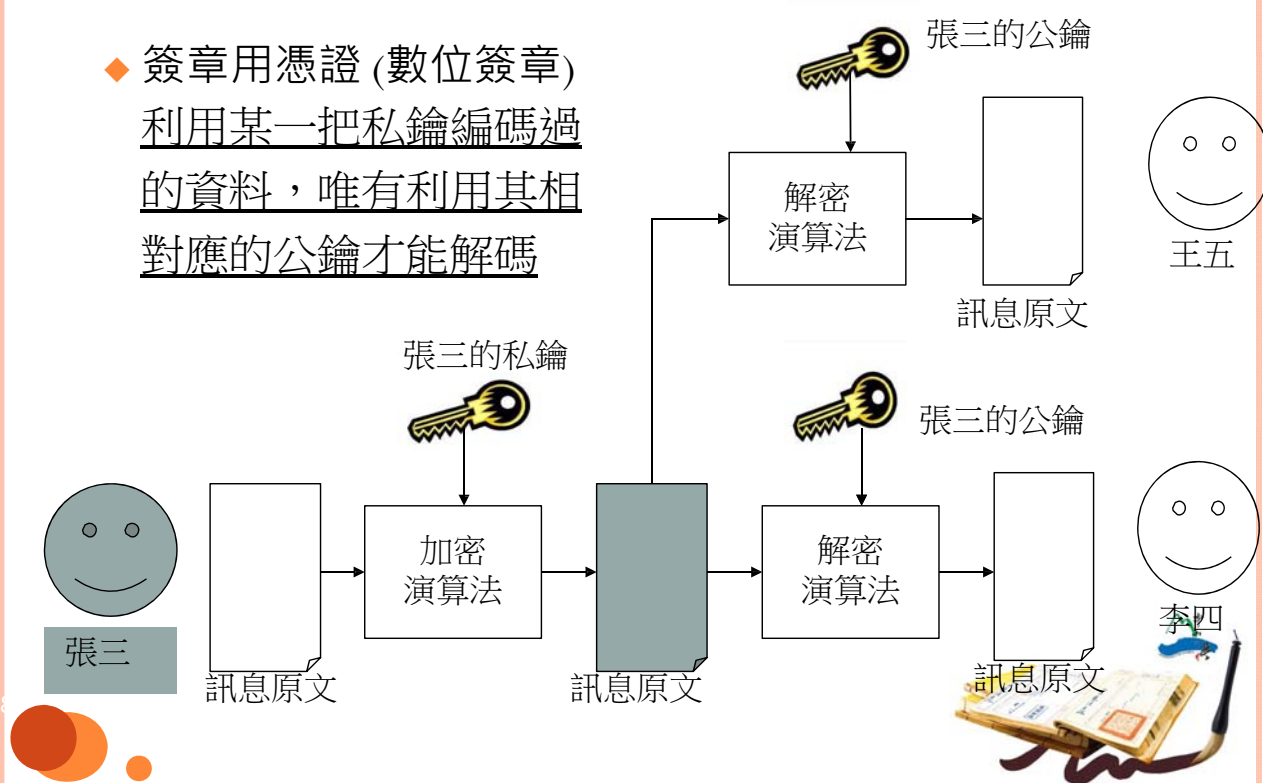 簽章用憑證 (數位簽章)
利用某一把私鑰編碼過
的資料，唯有利用其相
對應的公鑰才能解碼
張三的公鑰
解密
演算法
訊息原文
王五
張三的私鑰
張三的公鑰
張三
訊息原文
加密
演算法
訊息原文
解密
演算法
訊息原文
李四